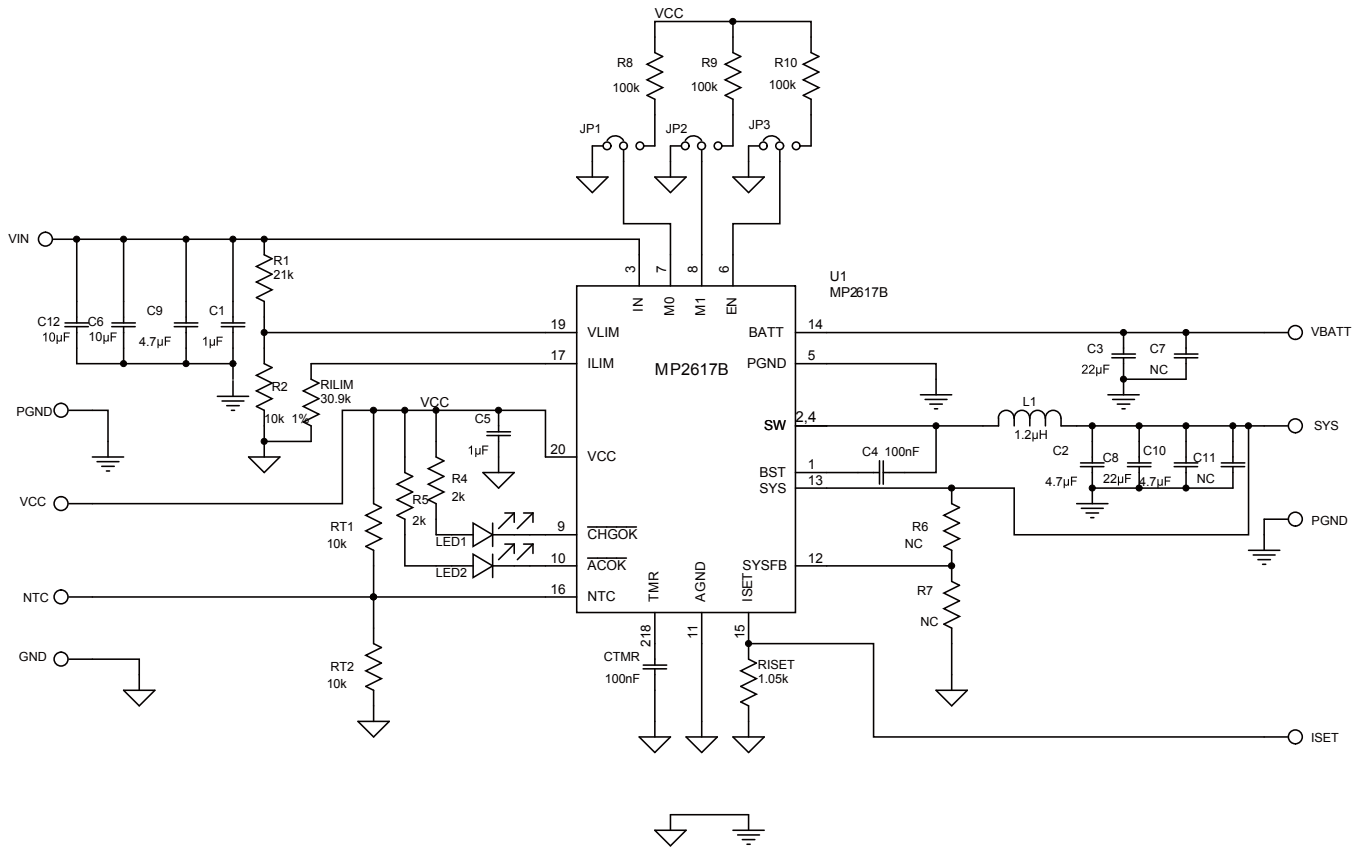 VCC
R8
100k
R9
100k
R10
100k
JP1
JP2
JP3
VIN
R1
21k
C12
10µF
C6
10µF
C9
4.7µF
C1
1µF
3
7
8
6
IN
M0
M1
EN
U1
MP2617B
19
VLIM
BATT
14
VBATT
17
ILIM
PGND
5
MP2617B
C3
22µF
C7
NC
R2
10k
RILIM
30.9k
1%
PGND
VCC
C5
1µF
SW
2,4
L1
1.2µH
SYS
20
VCC
BST
1
C4
100nF
SYS
13
C2
4.7µF
C8
22µF
C10
4.7µF
C11
NC
VCC
R4
2k
R5
2k
RT1
10k
LED1
9
CHGOK
LED2
10
ACOK
R6
NC
PGND
SYSFB
12
NTC
16
NTC
TMR
AGND
ISET
R7
NC
218
11
15
GND
RT2
10k
CTMR
100nF
RISET
1.05k
ISET